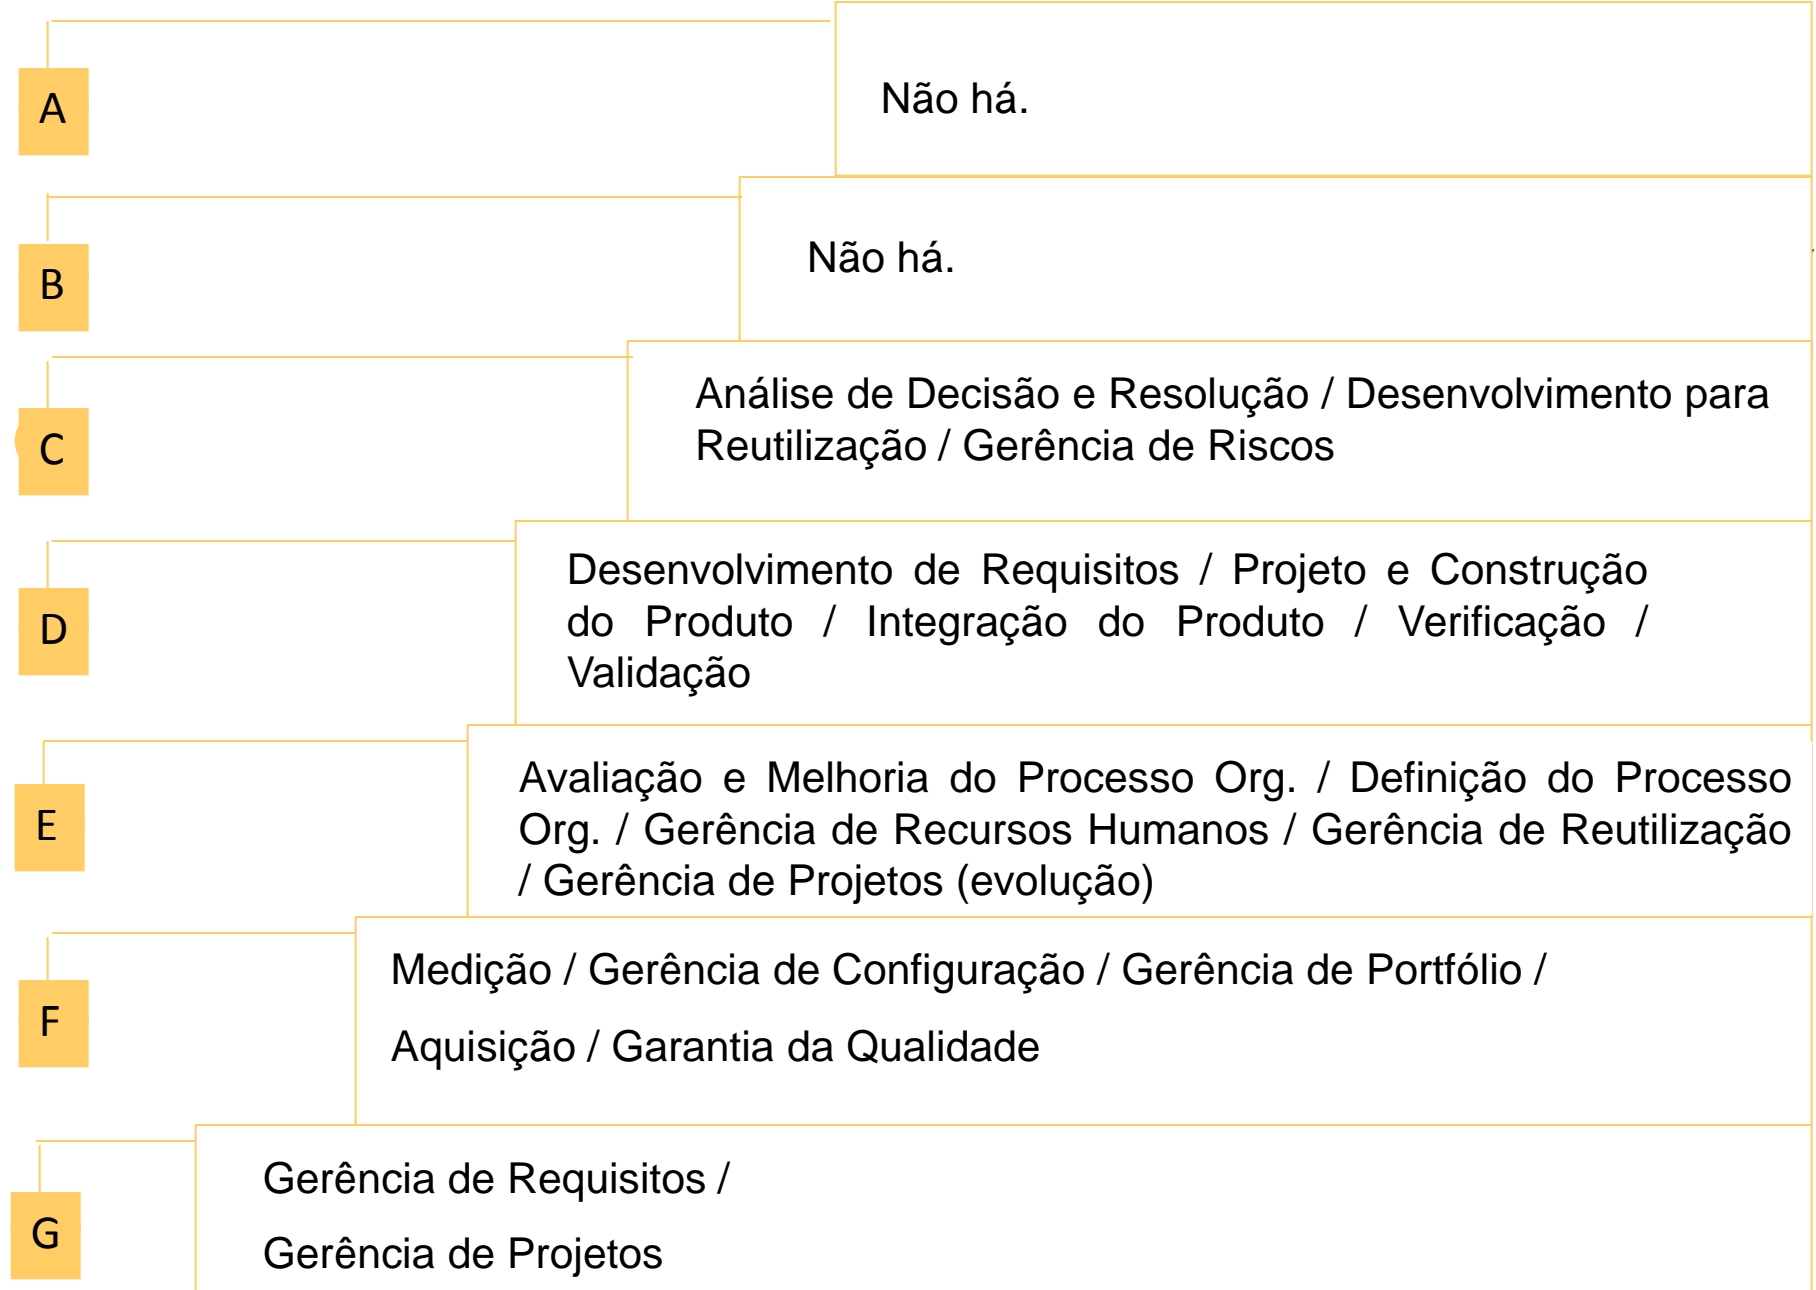 A
Não há.
B
Não há.
C
Análise de Decisão e Resolução / Desenvolvimento para
Reutilização / Gerência de Riscos
D
Desenvolvimento de Requisitos / Projeto e Construção
do Produto / Integração do Produto / Verificação /
Validação
E
Avaliação e Melhoria do Processo Org. / Definição do Processo
Org. / Gerência de Recursos Humanos / Gerência de Reutilização
/ Gerência de Projetos (evolução)
F
Medição / Gerência de Configuração / Gerência de Portfólio /
Aquisição / Garantia da Qualidade
G
Gerência de Requisitos /
Gerência de Projetos